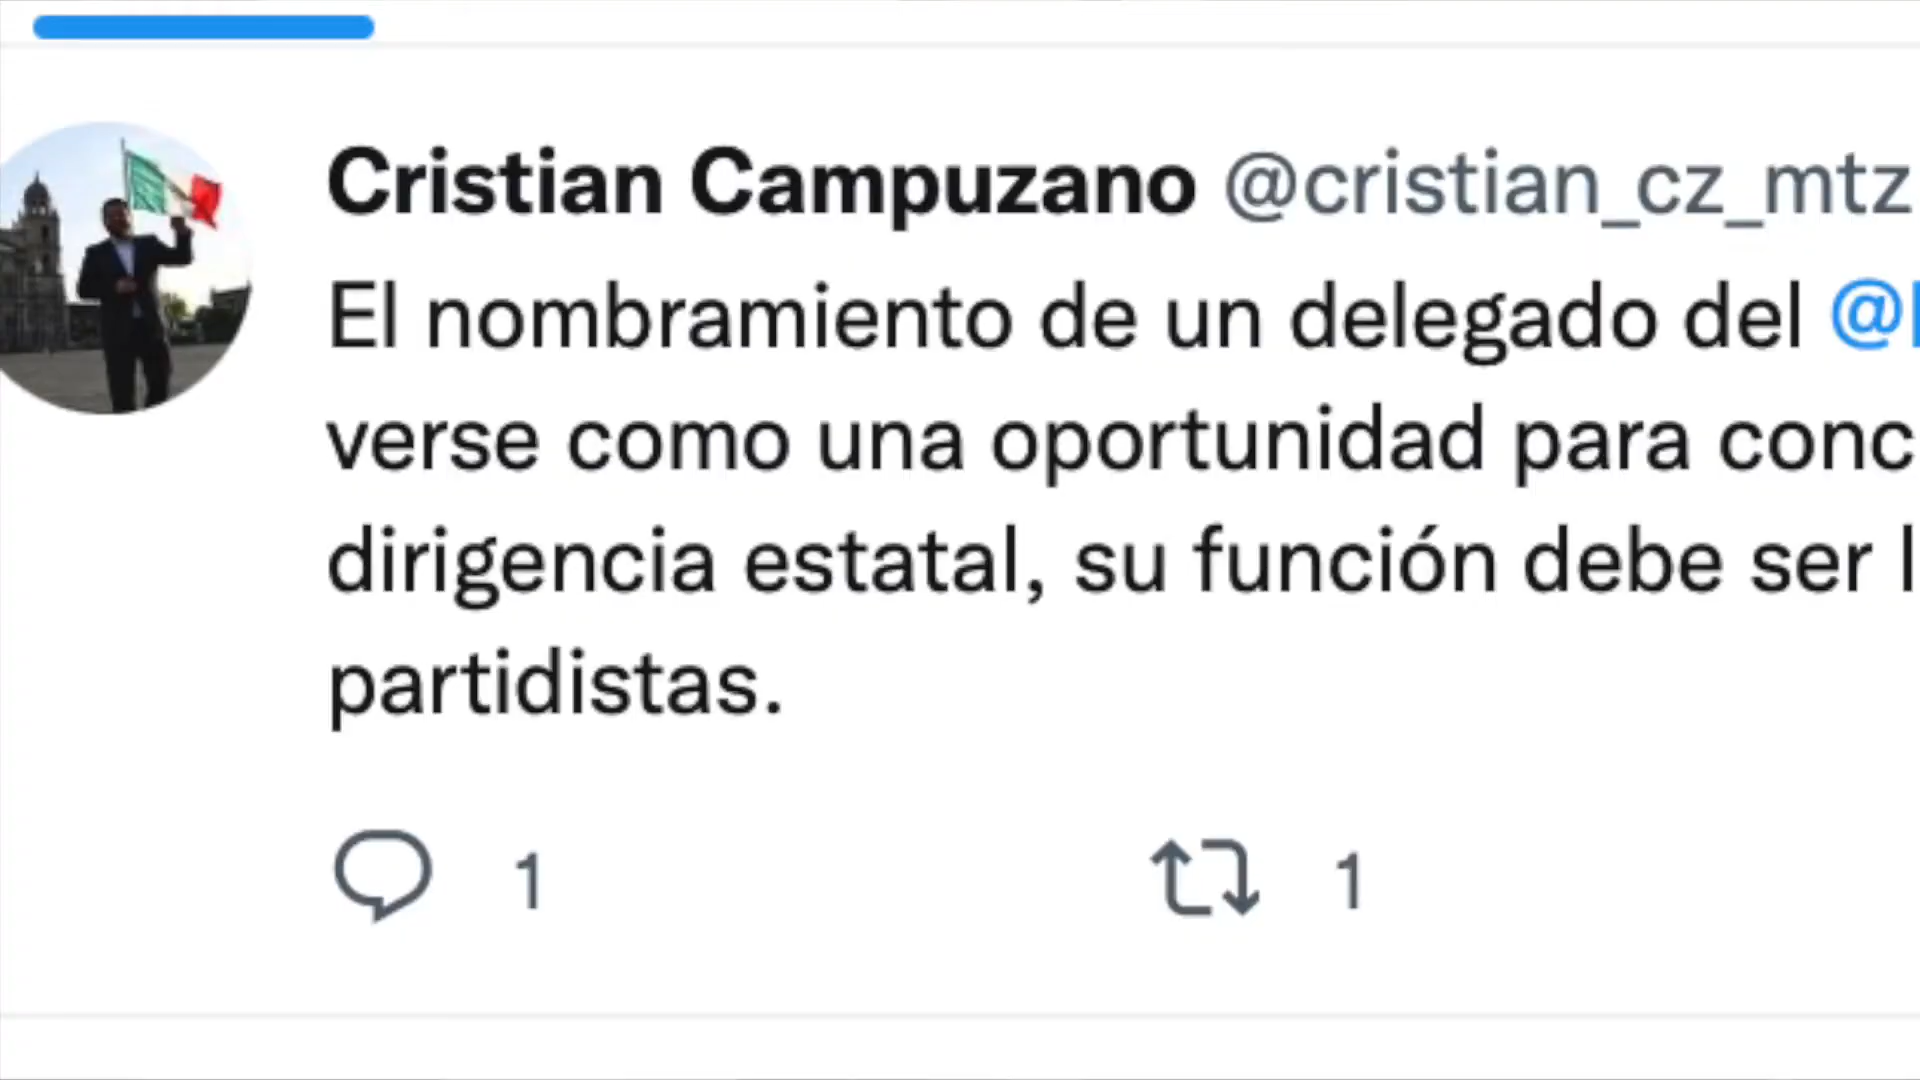 Cristian Campuzano @cristian_cz_mtz
El nombramiento de un delegado del
verse como una oportunidad para
dirigencia estatal, su función debe ser
partidistas.
1 1